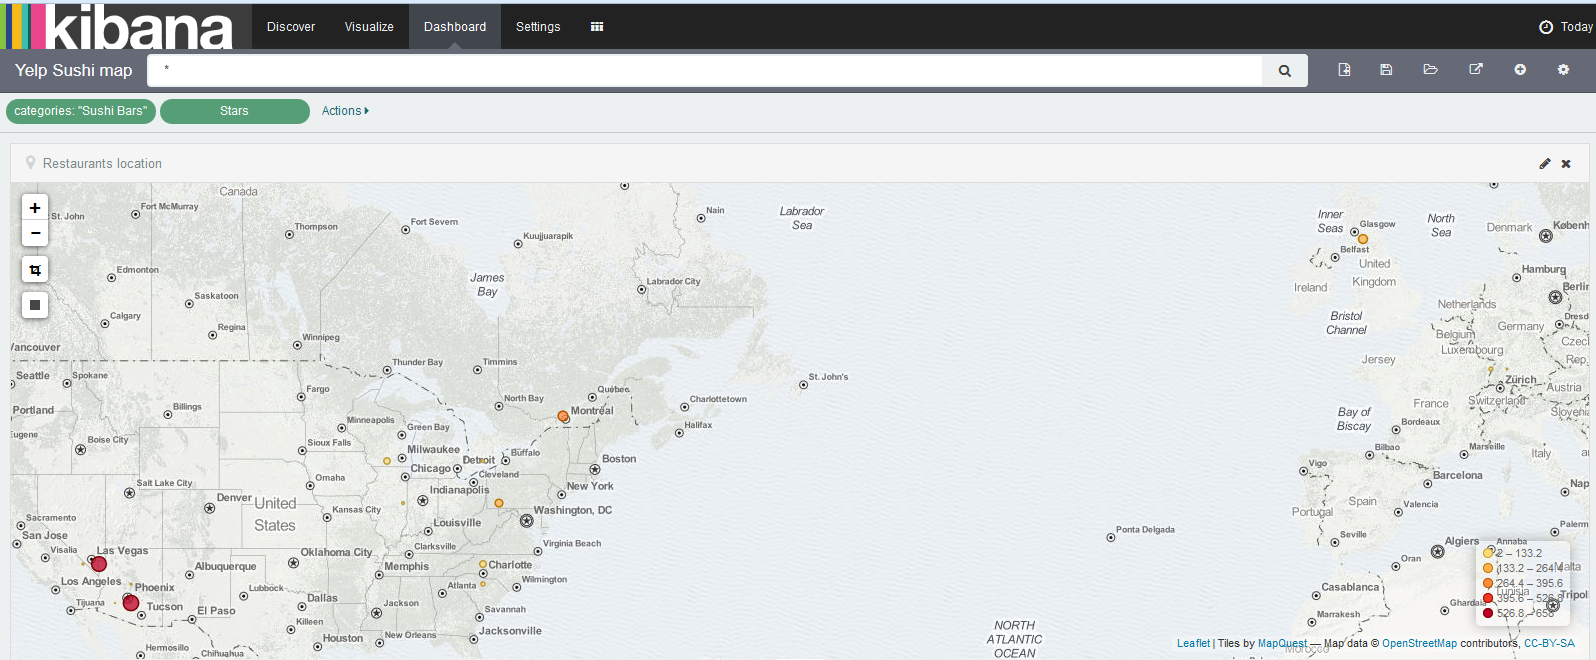 kibana
Discover
Visualize
Dashboard
Settings
Today
Yelp Sushi map
*
categories: "Sushi Bars"
Stars
Actions
Restaurants location
Canada
St. John
Fort McMurray
Thompson
Fort Severn
Kuujjuarapik
Nain
Labrador
Sea
Inner
Seas
Glasgow
North
Sea
Denmark
Københ
Belfast
United
Kingdom
Ireland
Edmonton
James
Bay
Labrador City
Hamburg
Berlin
Saskatoon
Netherlands
Calgary
Regina
Bristol
Channel
Dresd
Germany
Belgium
Winnipeg
Czec
Vancouver
Luxembourg
Rep.
Thunder Bay
Timmins
Jersey
Seattle
Spokane
St. John's
Zürich
Austria
Fargo
Québec
North Bay
Charlottetown
France
Switzerland
Portland
Billings
Montréal
Bay of
Biscay
Slovenia
Minneapolis
Green Bay
Halifax
Bordeaux
Eugene
Boise City
Sioux Falls
Milwaukee
Buffalo
Bilbao
Marseille
Italy
Detroit
Boston
Chicago
Cleveland
Vigo
Barcelona
Salt Lake City
Omaha
Indianapolis
New York
Nap
Denver
United
States
Kansas City
Washington, DC
Spain
Valencia
Portugal
Sacramento
Louisville
San Jose
Ponta Delgada
Seville
Palerm
Visalia
Las Vegas
Oklahoma City
Clarksville
Virginia Beach
Algiers
Annaba
Oran
2 – 133.2
Malta
Los Angeles
Phoenix
Albuquerque
Memphis
Charlotte
133.2 – 264.4
Lubbock
Atlanta
Wilmington
Casablanca
264.4 – 395.6
Tunisia
Tijuana
Tucson
El Paso
Dallas
Jackson
Savannah
Ghardaia
395.6 – 526.8
Tripoli
Marrakech
526.8 – 658
Killeen
Houston
New Orleans
Jacksonville
NORTH
ATLANTIC
OCEAN
Hermosillo
Chihuahua
Morocco
Leaflet | Tiles by MapQuest — Map data © OpenStreetMap contributors, CC-BY-SA